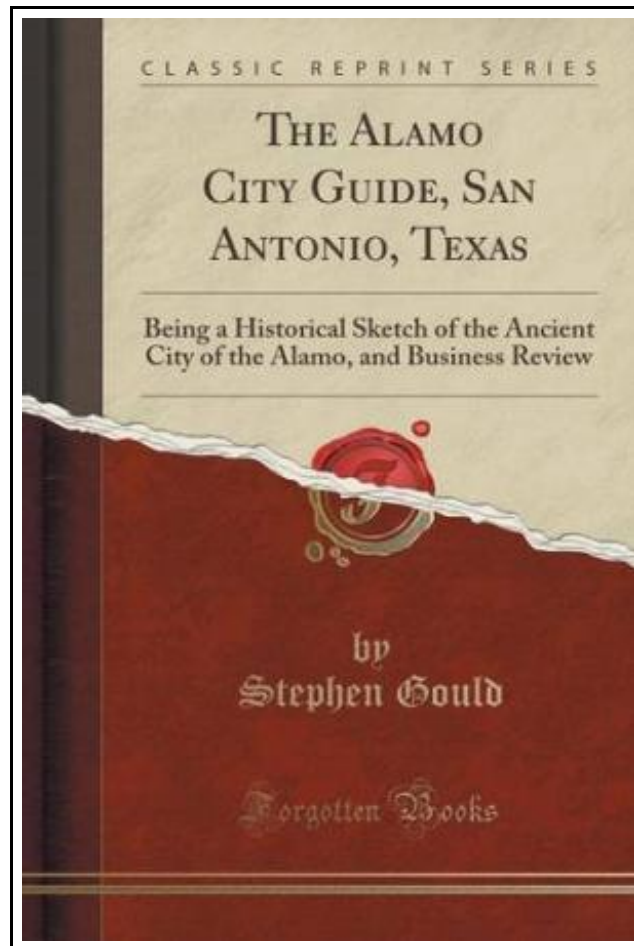 CLASSIC REPRINT SERIES
THE ALAMO
CITY GUIDE, SAN
ANTONIO, TEXAS
Being a Historical Sketch of the Ancient
City of the Alamo, and Business Review
F
by
Stephen Gould
Forgotten Books